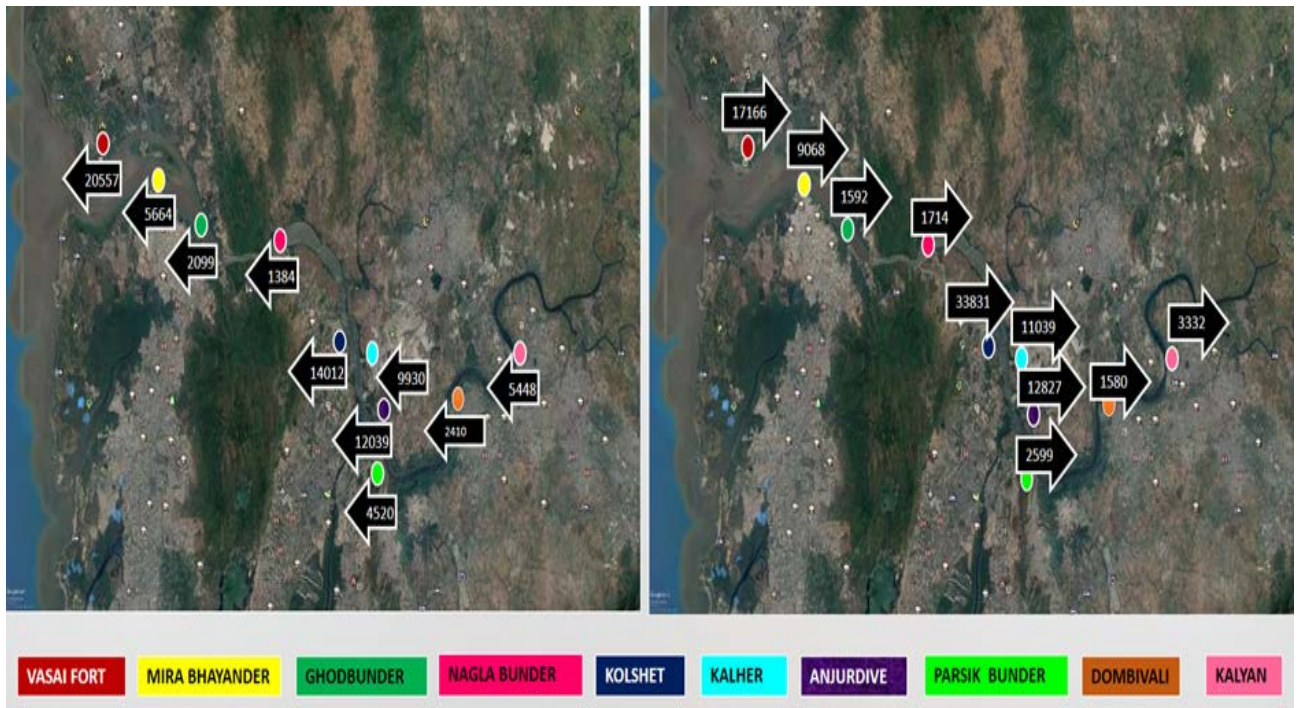 20557
5664
2099
1384
14012
9930
5448
12039
2410
4520
17166
9068
1592
1714
33831
11039
3332
12827
1580
2599
VASAI FORT
MIRA BHAYANDER
GHODBUNDER
NAGLA BUNDER
KOLSHET
KALHER
ANJURDIVE
PARSIK BUNDER
DOMBIVALI
KALYAN